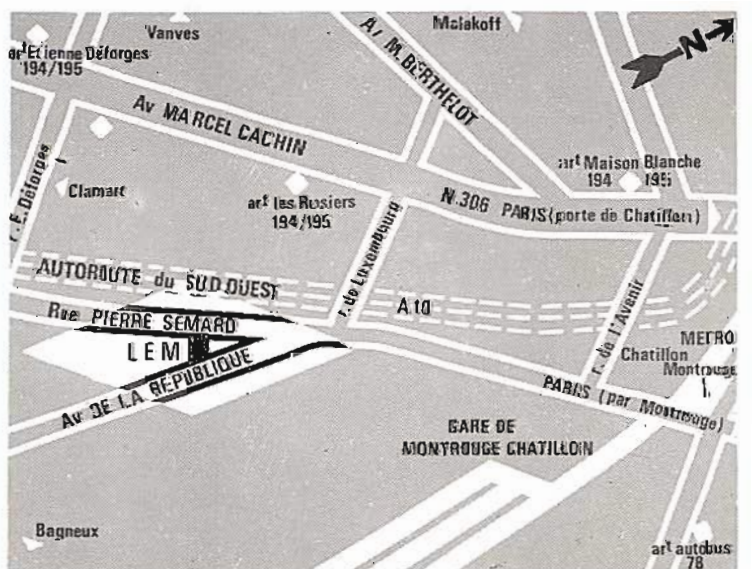 Vanves
Malakoff
N
art Etienne Déforges
194/195
Av M. BERTHELOT
Av MARCEL CACHIN
art Maison Blanche
194 195
r. E. Déforges
Clamart
art les Rosiers
194/195
N.306 PARIS (porte de Chatillon)
r. de Luxembourg
AUTOROUTE du SUD OUEST
A 10
r. de l'Avenir
Rue PIERRE SEMARD
METRO
Chatillon
Montrouge
LEM
Av DE LA RÉPUBLIQUE
PARIS (par Montrouge)
GARE DE
MONTROUGE CHATILLON
Bagneux
art autobus
78